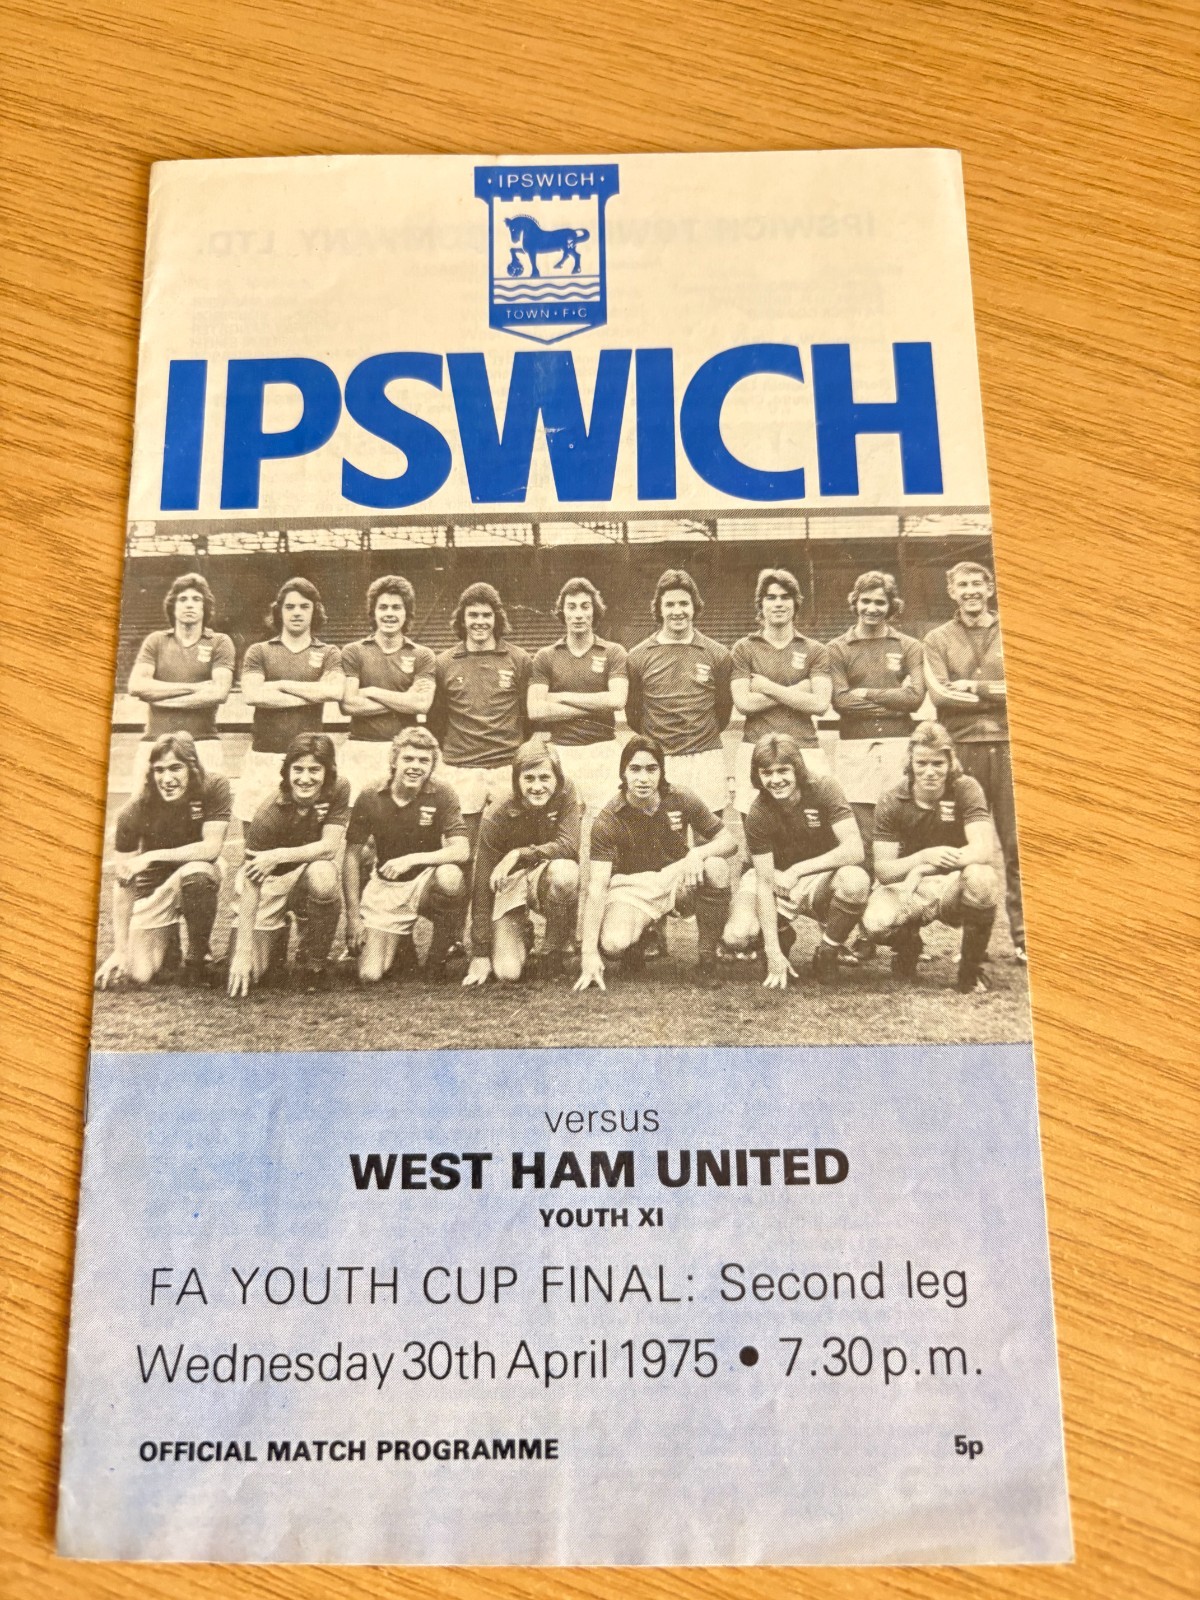 · IPSWICH ·
TOWN · F · C
IPSWICH
versus
WEST HAM UNITED
YOUTH XI
FA YOUTH CUP FINAL: Second leg
Wednesday 30th April 1975 • 7.30 p.m.
OFFICIAL MATCH PROGRAMME 5p